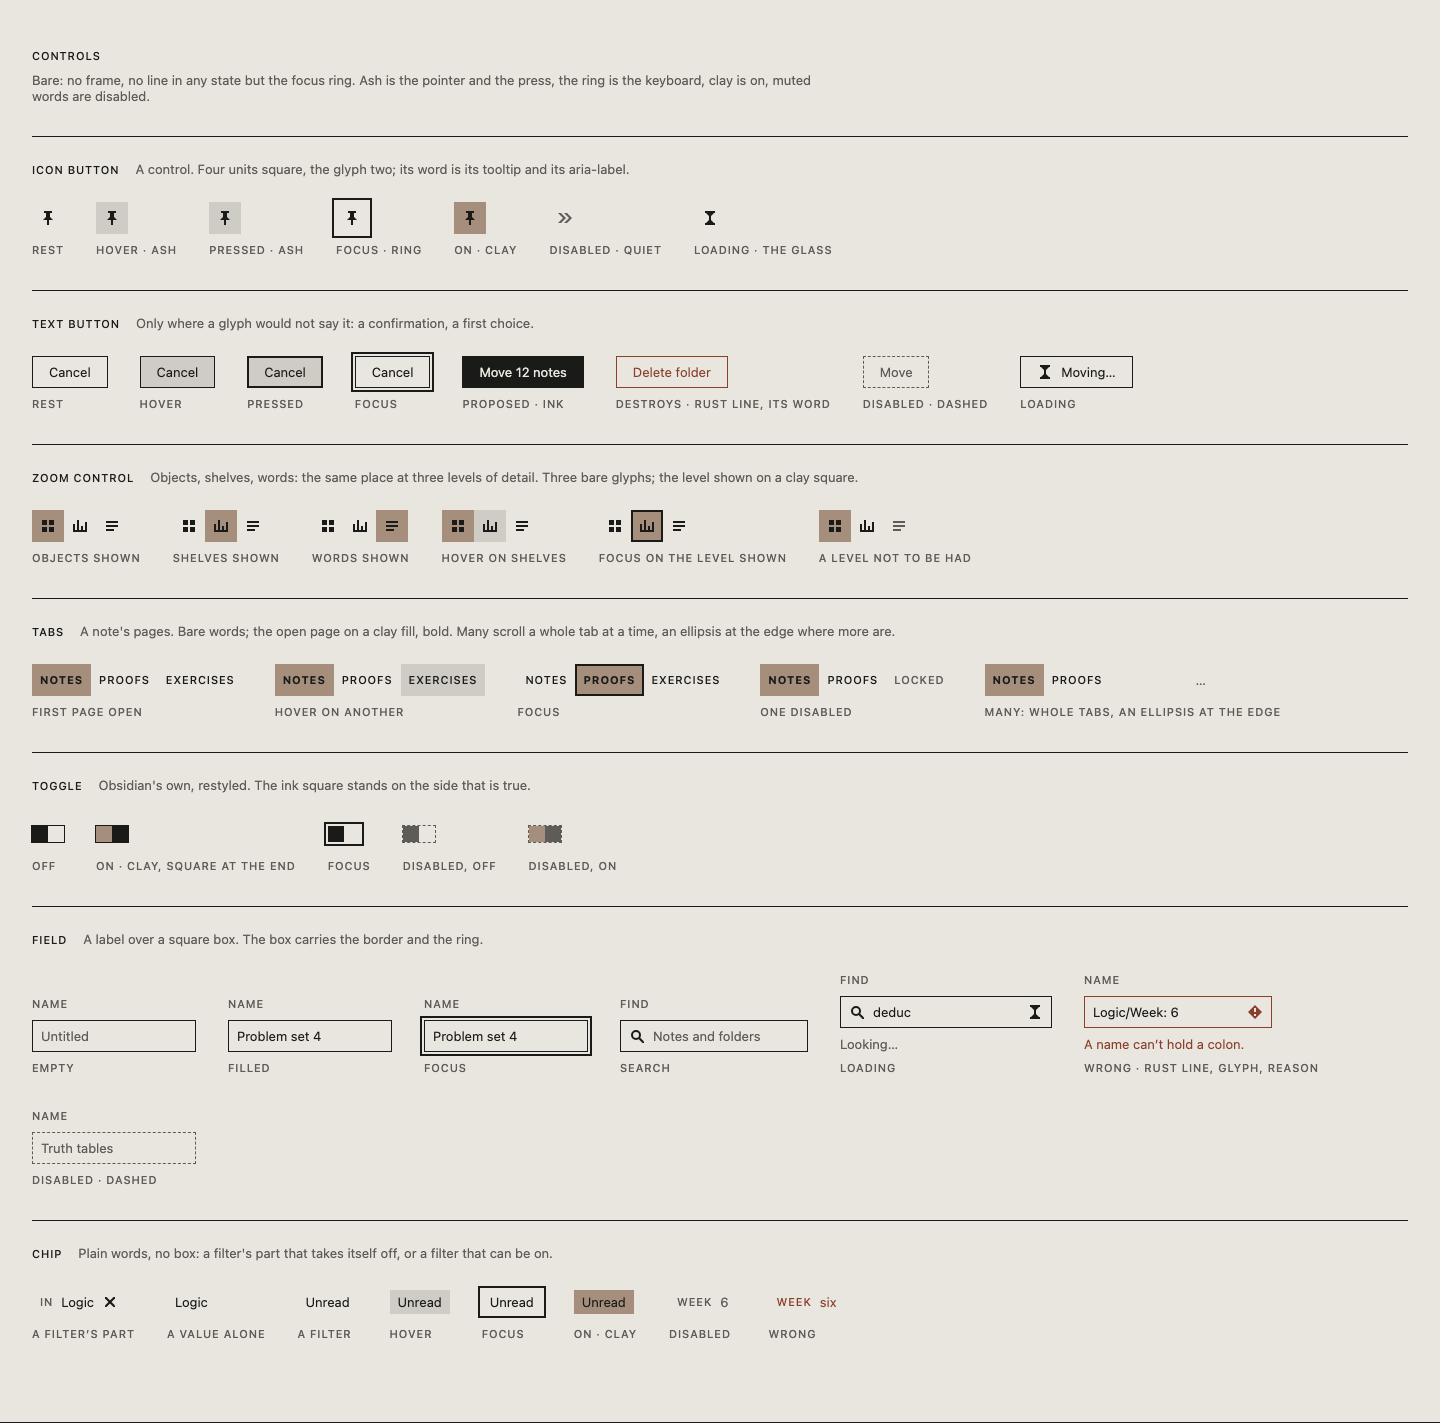 CONTROLS
Bare: no frame, no line in any state but the focus ring. Ash is the pointer and the press, the ring is the keyboard, clay is on, muted
words are disabled.
ICON BUTTON A control. Four units square, the glyph two; its word is its tooltip and its aria-label.
REST HOVER · ASH PRESSED · ASH FOCUS · RING ON · CLAY DISABLED · QUIET LOADING · THE GLASS
TEXT BUTTON Only where a glyph would not say it: a confirmation, a first choice.
Cancel Cancel Cancel Cancel Move 12 notes Delete folder Move Moving…
REST HOVER PRESSED FOCUS PROPOSED · INK DESTROYS · RUST LINE, ITS WORD DISABLED · DASHED LOADING
ZOOM CONTROL Objects, shelves, words: the same place at three levels of detail. Three bare glyphs; the level shown on a clay square.
OBJECTS SHOWN SHELVES SHOWN WORDS SHOWN HOVER ON SHELVES FOCUS ON THE LEVEL SHOWN A LEVEL NOT TO BE HAD
TABS A note's pages. Bare words; the open page on a clay fill, bold. Many scroll a whole tab at a time, an ellipsis at the edge where more are.
NOTES PROOFS EXERCISES NOTES PROOFS EXERCISES NOTES PROOFS EXERCISES NOTES PROOFS LOCKED NOTES PROOFS …
FIRST PAGE OPEN HOVER ON ANOTHER FOCUS ONE DISABLED MANY: WHOLE TABS, AN ELLIPSIS AT THE EDGE
TOGGLE Obsidian's own, restyled. The ink square stands on the side that is true.
OFF ON · CLAY, SQUARE AT THE END FOCUS DISABLED, OFF DISABLED, ON
FIELD A label over a square box. The box carries the border and the ring.
FIND NAME
NAME NAME NAME FIND
deduc Logic/Week: 6
Untitled Problem set 4 Problem set 4 Notes and folders
Looking… A name can’t hold a colon.
EMPTY FILLED FOCUS SEARCH LOADING WRONG · RUST LINE, GLYPH, REASON
NAME
Truth tables
DISABLED · DASHED
CHIP Plain words, no box: a filter's part that takes itself off, or a filter that can be on.
IN Logic Logic Unread Unread Unread Unread WEEK 6 WEEK six
A FILTER’S PART A VALUE ALONE A FILTER HOVER FOCUS ON · CLAY DISABLED WRONG